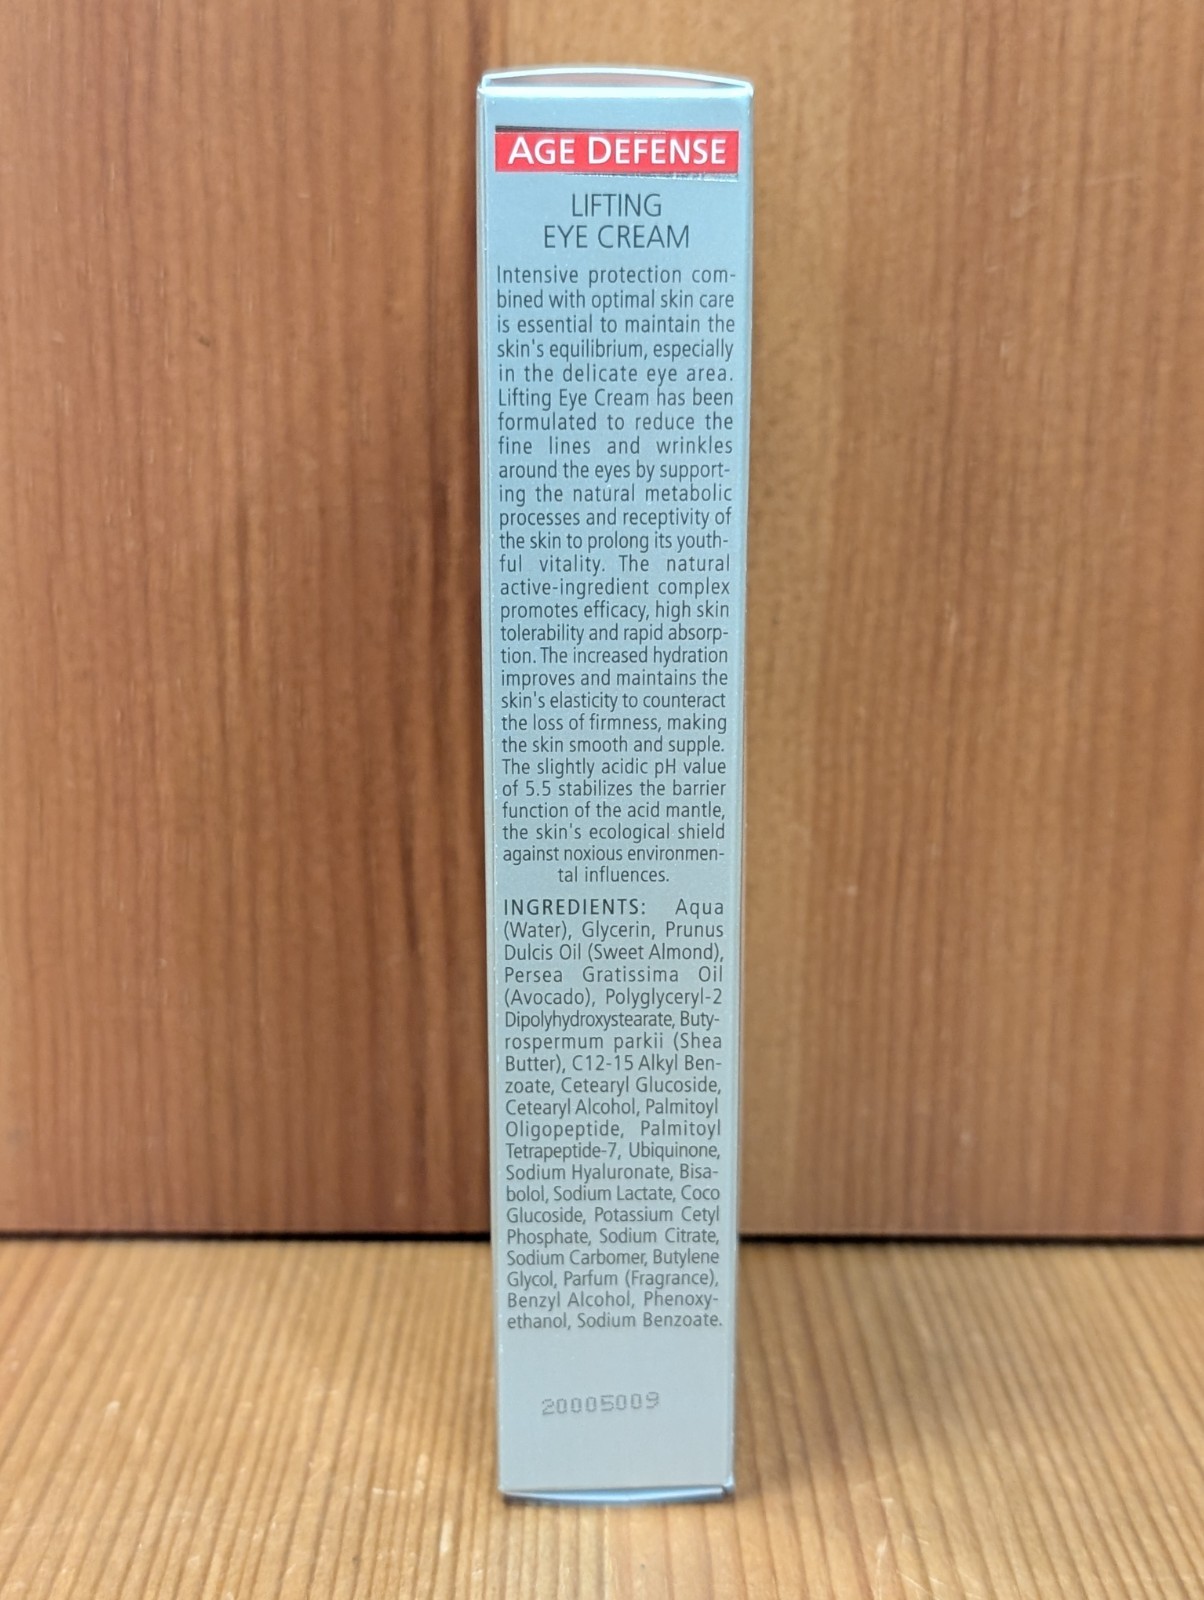 AGE DEFENSE
LIFTING
EYE CREAM
Intensive protection com-
bined with optimal skin care
is essential to maintain the
skin's equilibrium, especially
in the delicate eye area.
Lifting Eye Cream has been
formulated to reduce the
fine lines and wrinkles
around the eyes by support-
ing the natural metabolic
processes and receptivity of
the skin to prolong its youth-
ful vitality. The natural
active-ingredient complex
promotes efficacy, high skin
tolerability and rapid absorp-
tion. The increased hydration
improves and maintains the
skin's elasticity to counteract
the loss of firmness, making
the skin smooth and supple.
The slightly acidic pH value
of 5.5 stabilizes the barrier
function of the acid mantle,
the skin's ecological shield
against noxious environmen-
tal influences.
INGREDIENTS: Aqua
(Water), Glycerin, Prunus
Dulcis Oil (Sweet Almond),
Persea Gratissima Oil
(Avocado), Polyglyceryl-2
Dipolyhydroxystearate, Buty-
rospermum parkii (Shea
Butter), C12-15 Alkyl Ben-
zoate, Cetearyl Glucoside,
Cetearyl Alcohol, Palmitoyl
Oligopeptide, Palmitoyl
Tetrapeptide-7, Ubiquinone,
Sodium Hyaluronate, Bisa-
bolol, Sodium Lactate, Coco
Glucoside, Potassium Cetyl
Phosphate, Sodium Citrate,
Sodium Carbomer, Butylene
Glycol, Parfum (Fragrance),
Benzyl Alcohol, Phenoxy-
ethanol, Sodium Benzoate.
20005009